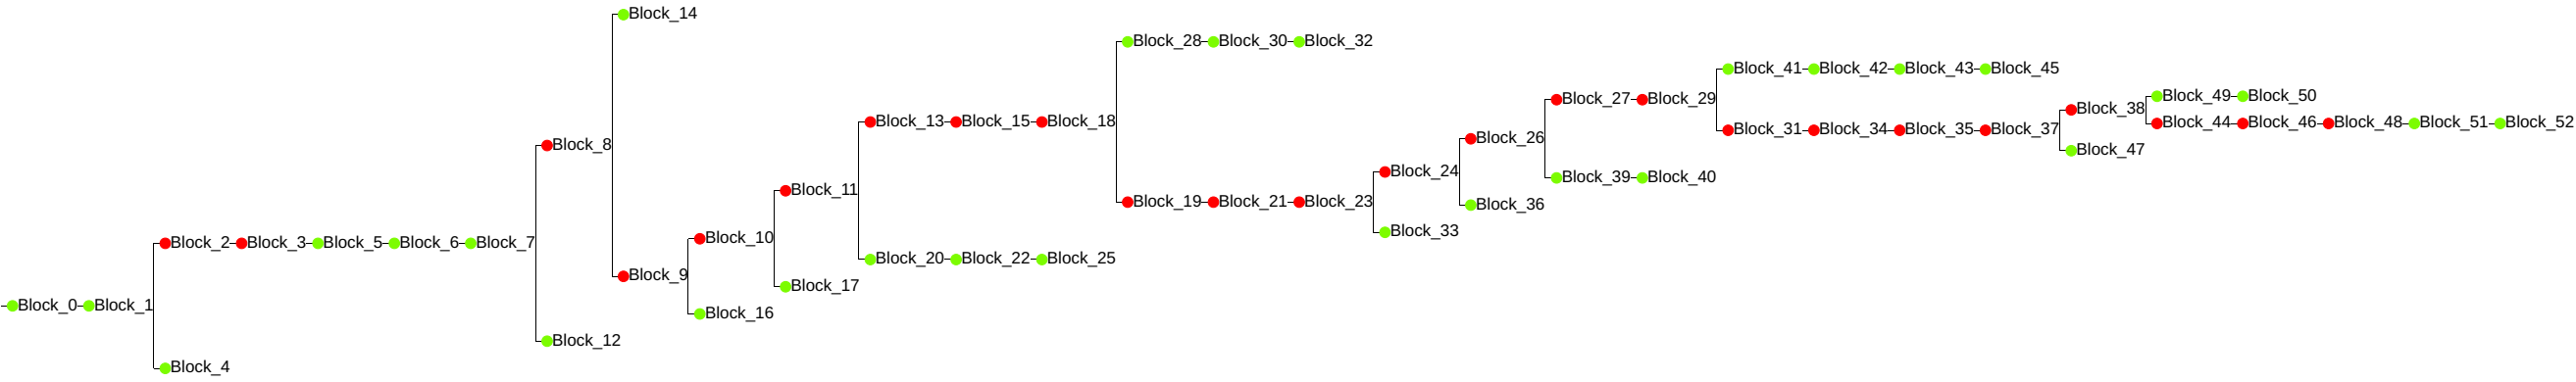 Block_14
Block_28 Block_30 Block_32
Block_41 Block_42 Block_43 Block_45
Block_49 Block_50
Block_27 Block_29
Block_38
Block_13 Block_15 Block_18
Block_44 Block_46 Block_48 Block_51 Block_52
Block_31 Block_34 Block_35 Block_37
Block_26
Block_8
Block_47
Block_24
Block_39 Block_40
Block_11
Block_19 Block_21 Block_23
Block_36
Block_33
Block_10
Block_2 Block_3 Block_5 Block_6 Block_7
Block_20 Block_22 Block_25
Block_9
Block_17
Block_0 Block_1
Block_16
Block_12
Block_4